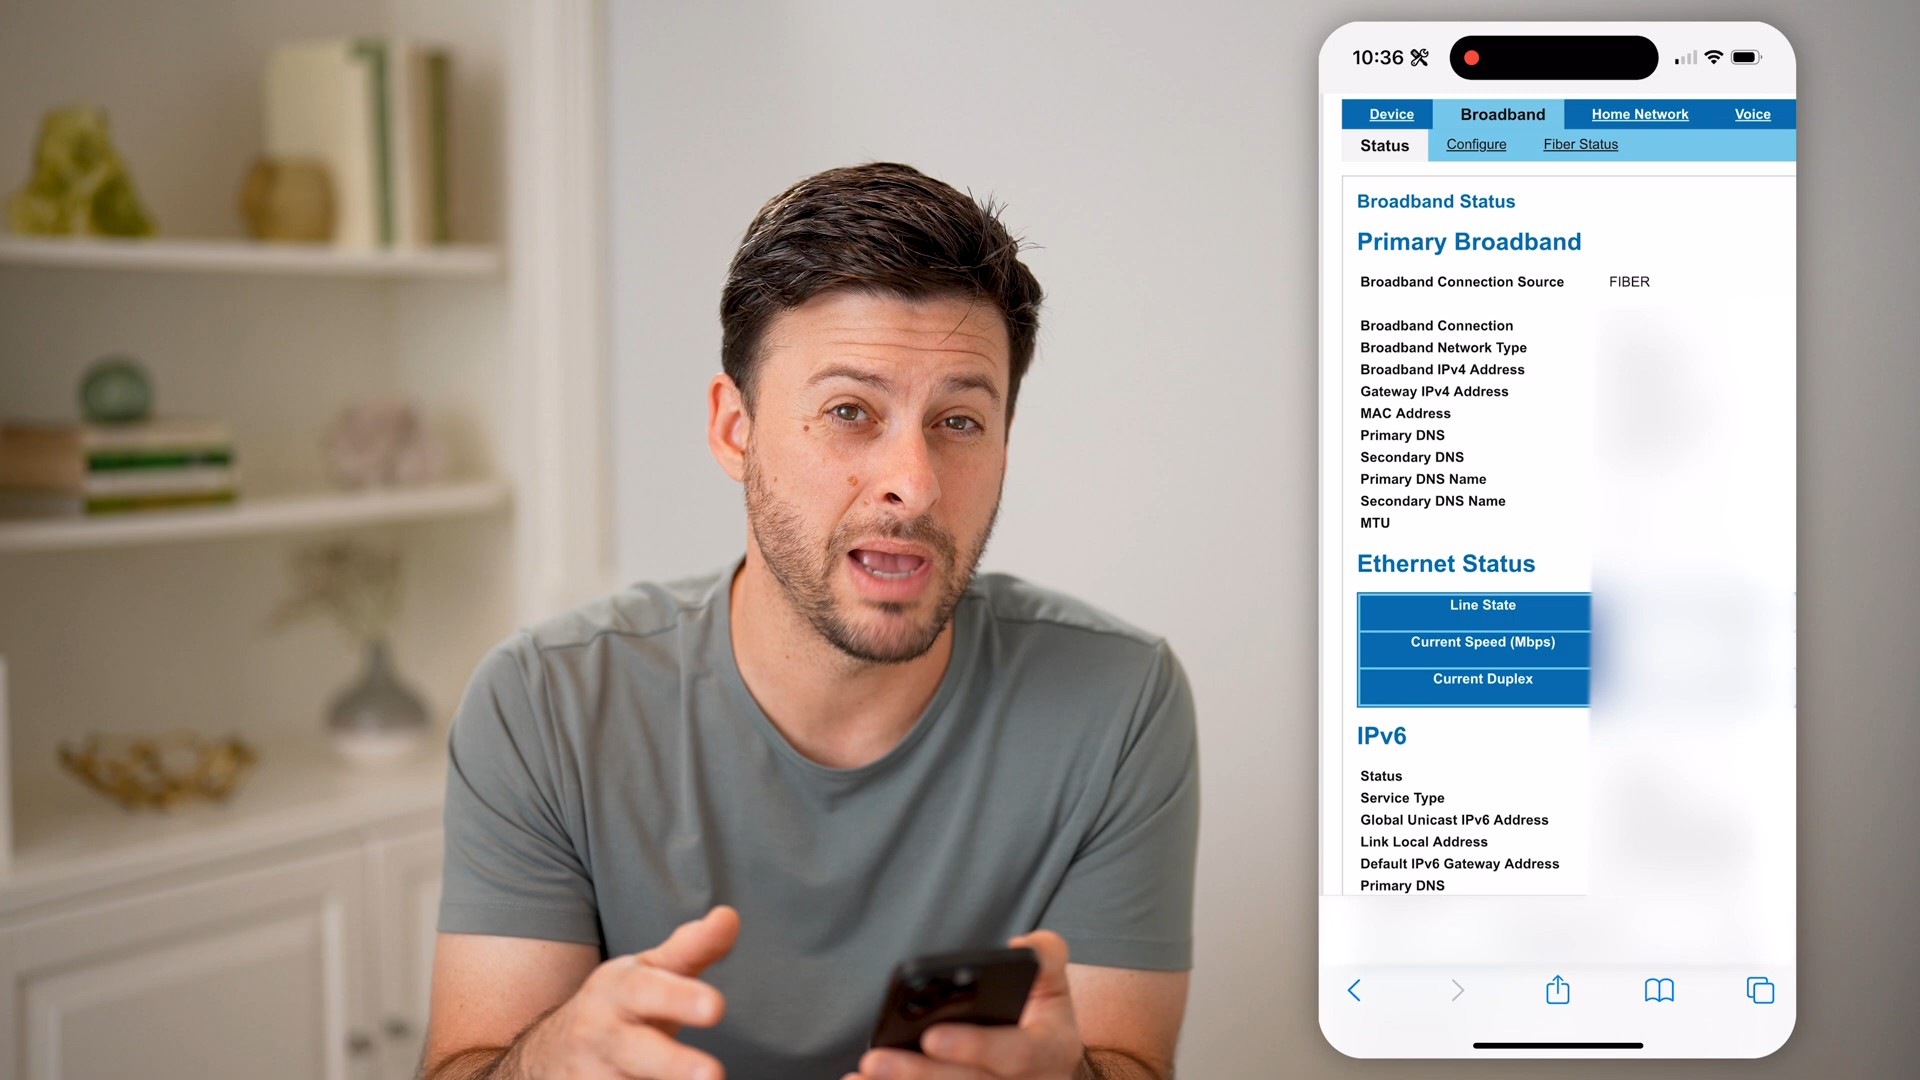 10:36
Device Broadband Home Network Voice
Status Configure Fiber Status
Broadband Status
Primary Broadband
Broadband Connection Source FIBER
Broadband Connection
Broadband Network Type
Broadband IPv4 Address
Gateway IPv4 Address
MAC Address
Primary DNS
Secondary DNS
Primary DNS Name
Secondary DNS Name
MTU
Ethernet Status
Line State
Current Speed (Mbps)
Current Duplex
IPv6
Status
Service Type
Global Unicast IPv6 Address
Link Local Address
Default IPv6 Gateway Address
Primary DNS